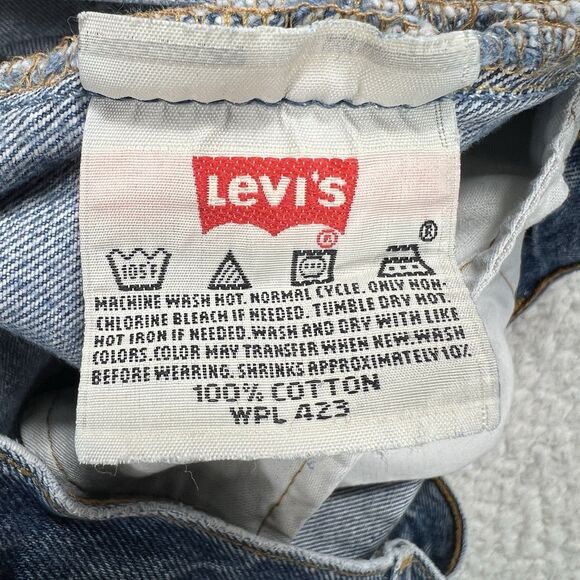 LEVI'S
®
105F
®
MACHINE WASH HOT. NORMAL CYCLE. ONLY NON-
CHLORINE BLEACH IF NEEDED. TUMBLE DRY HOT.
HOT IRON IF NEEDED. WASH AND DRY WITH LIKE
COLORS. COLOR MAY TRANSFER WHEN NEW. WASH
BEFORE WEARING. SHRINKS APPROXIMATELY 10%
100% COTTON
WPL 423